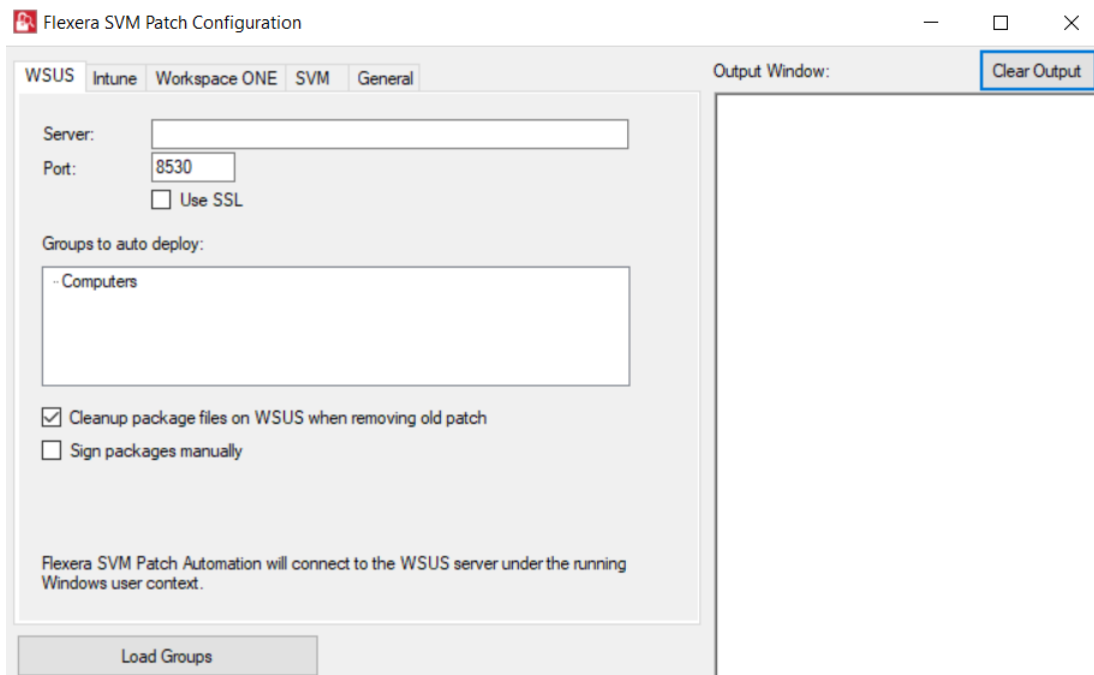 Flexera SVM Patch Configuration
WSUS Intune Workspace ONE SVM General
Output Window:
Clear Output
Server:
Port: 8530
Use SSL
Groups to auto deploy:
Computers
Cleanup package files on WSUS when removing old patch
Sign packages manually
Flexera SVM Patch Automation will connect to the WSUS server under the running
Windows user context.
Load Groups